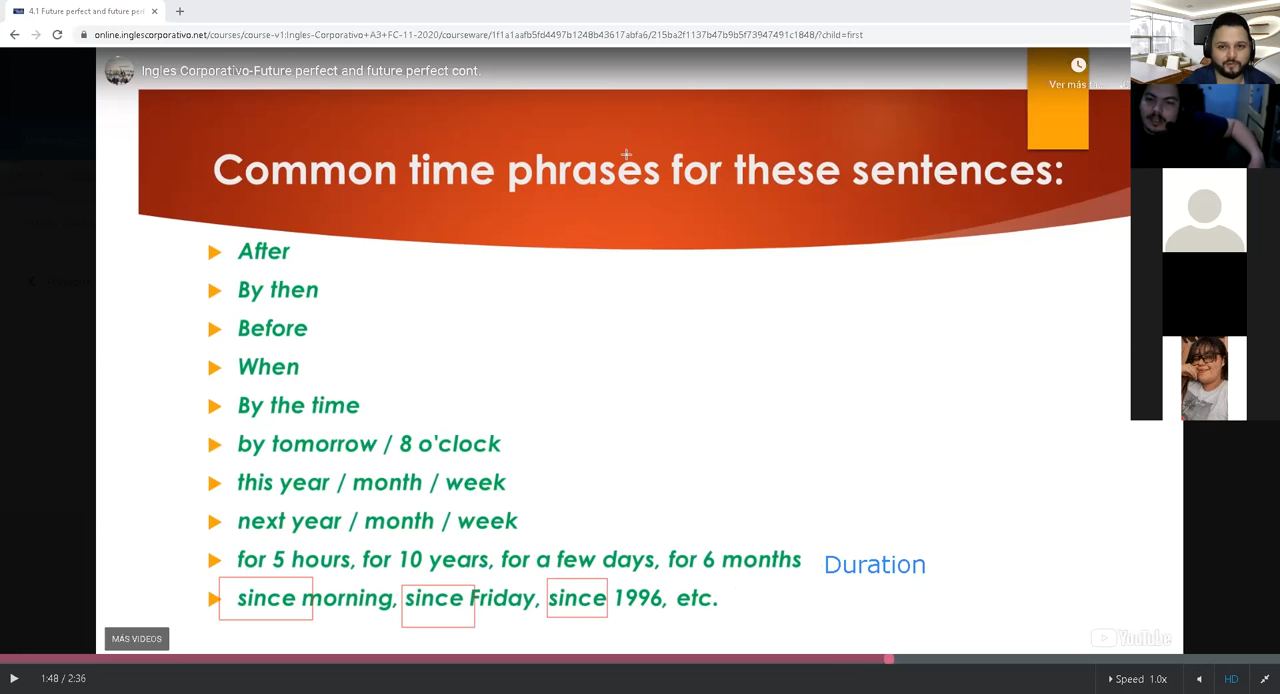 4.1 Future perfect and future per
online.inglescorporativo.net/courses/course-v1:Ingles-Corporativo+A3+FC-11-2020/courseware/1f1a1aafb5fd4497b1248b43617abfa6/215ba2f1137b47b9b5f73947491c1848/?child=first
Ingles Corporativo-Future perfect and future perfect cont.
Ver más
Common time phrases for these sentences:
After
By then
Before
When
By the time
by tomorrow / 8 o'clock
this year / month / week
next year / month / week
for 5 hours, for 10 years, for a few days, for 6 months
Duration
since morning, since Friday, since 1996, etc.
MÁS VIDEOS
YouTube
1:48 / 2:36
Speed 1.0x
HD